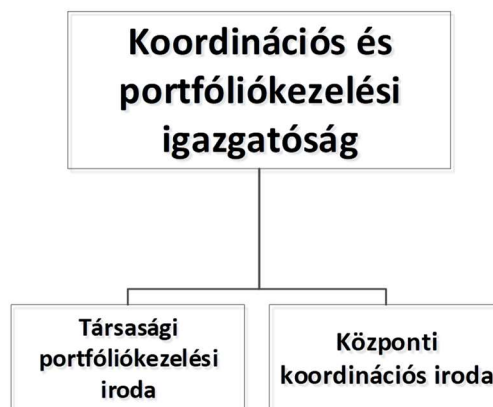 Koordinációs és
portfóliókezelési
igazgatóság
Társasági
portfóliókezelési
iroda
Központi
koordinációs iroda